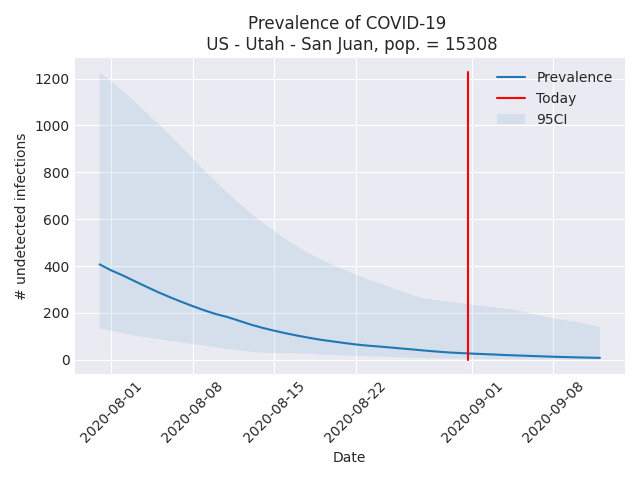 Prevalence of COVID-19
US - Utah - San Juan, pop. = 15308
Prevalence
Today
95CI
# undetected infections
1200
1000
800
600
400
200
0
2020-08-01
2020-08-08
2020-08-15
2020-08-22
2020-09-01
2020-09-08
Date